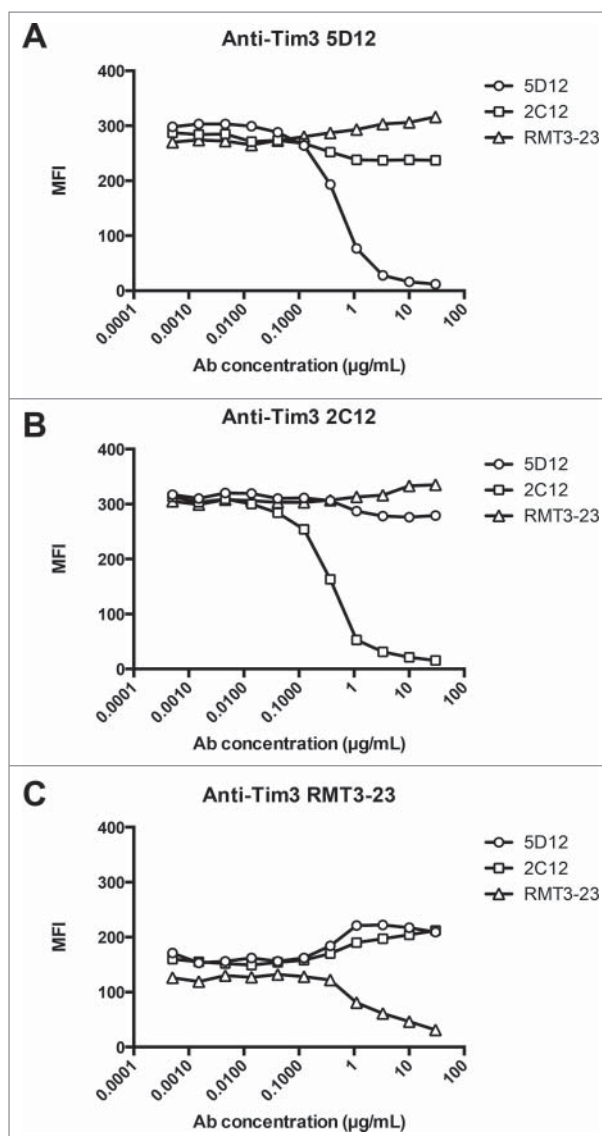 A
Anti-Tim3 5D12
400
300
200
100
0
MFI
0.0001
0.0010
0.0100
0.1000
1
10
100
Ab concentration (µg/mL)
5D12
2C12
RMT3-23
B
Anti-Tim3 2C12
400
300
200
100
0
MFI
0.0001
0.0010
0.0100
0.1000
1
10
100
Ab concentration (µg/mL)
5D12
2C12
RMT3-23
C
Anti-Tim3 RMT3-23
400
300
200
100
0
MFI
0.0001
0.0010
0.0100
0.1000
1
10
100
Ab concentration (µg/mL)
5D12
2C12
RMT3-23